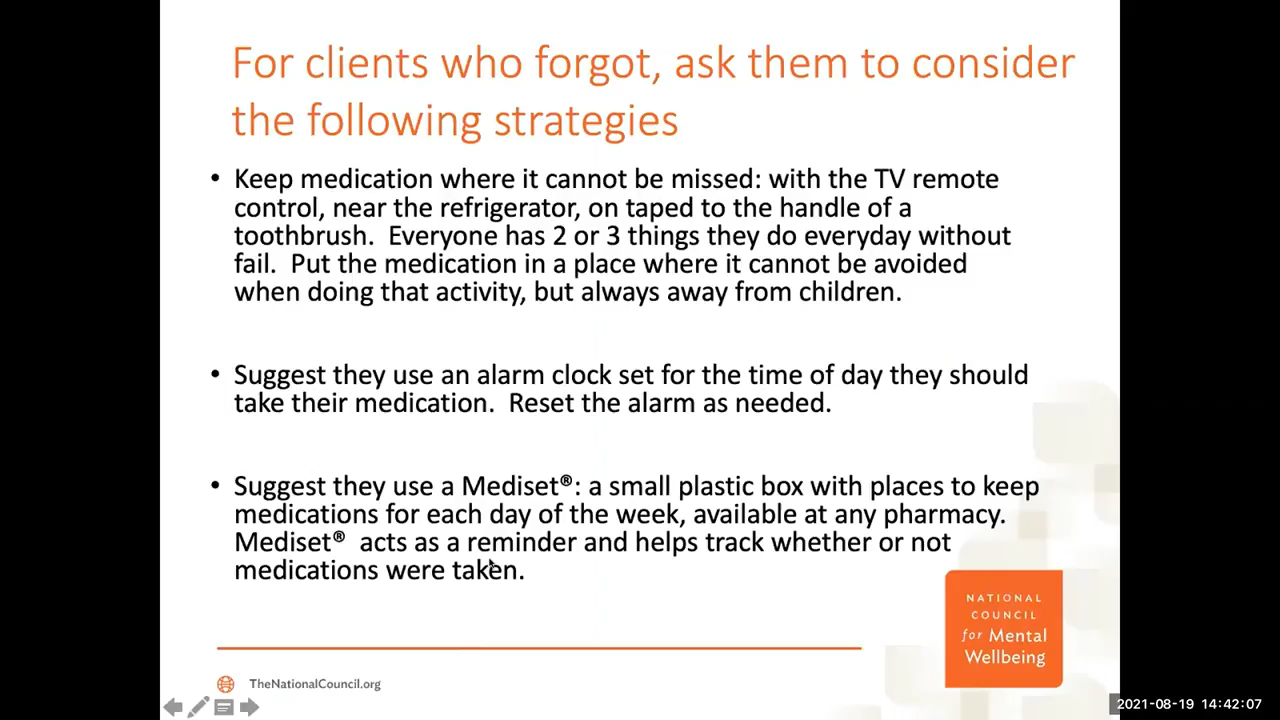 For clients who forgot, ask them to consider
the following strategies
• Keep medication where it cannot be missed: with the TV remote
control, near the refrigerator, on taped to the handle of a
toothbrush.  Everyone has 2 or 3 things they do everyday without
fail.  Put the medication in a place where it cannot be avoided
when doing that activity, but always away from children.
• Suggest they use an alarm clock set for the time of day they should
take their medication.  Reset the alarm as needed.
• Suggest they use a Mediset®: a small plastic box with places to keep
medications for each day of the week, available at any pharmacy.
Mediset®  acts as a reminder and helps track whether or not
medications were taken.
NATIONAL
COUNCIL
for Mental
Wellbeing
TheNationalCouncil.org
2021-08-19 14:42:07